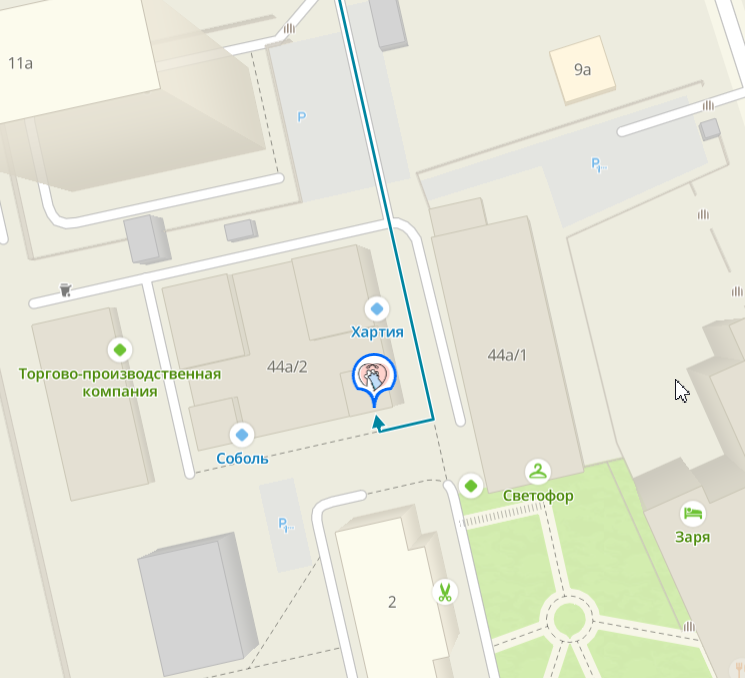 11а
9а
P
P
Хартия
44а/2
44а/1
Торгово-производственная
компания
Соболь
Светофор
P
Заря
2